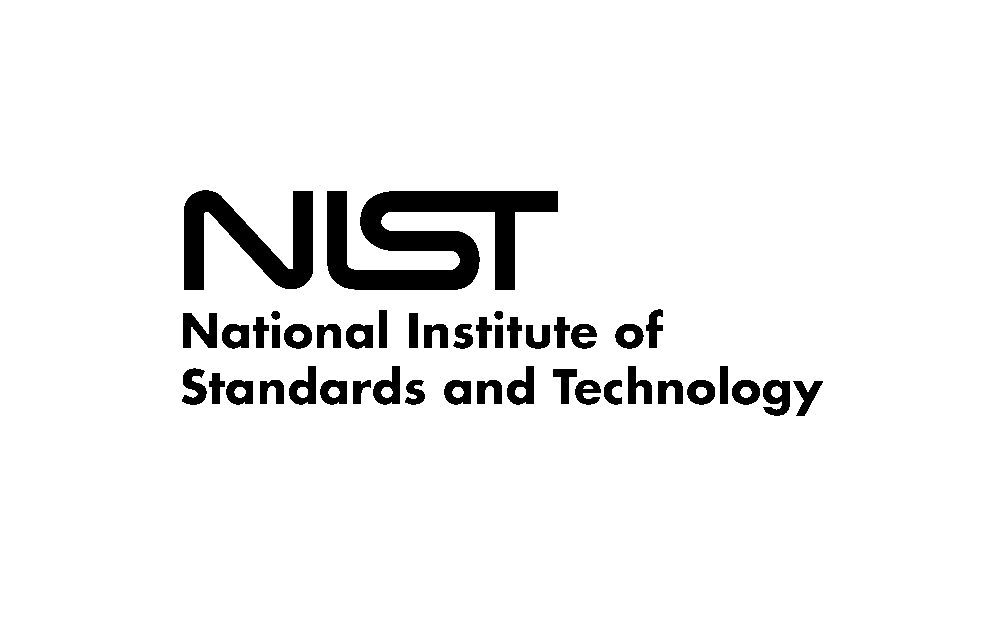 NIST
National Institute of
Standards and Technology